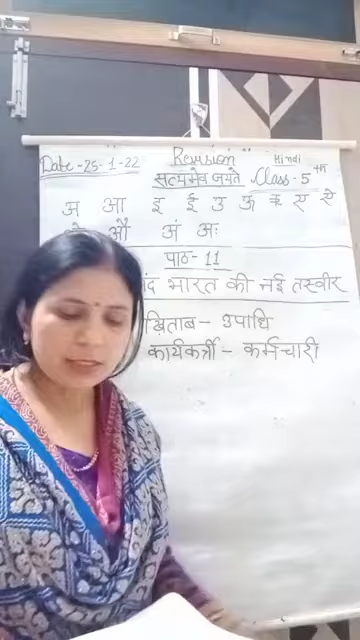 Date-25-1-22 Revision Hindi
सत्यमेव जयते Class-5th
अ आ इ ई उ ऊ ऋ ए ऐ
औ अं अः
पाठ-11
भारत की नई तस्वीर
ख़िताब - उपाधि
कार्यकर्त्री - कर्मचारी